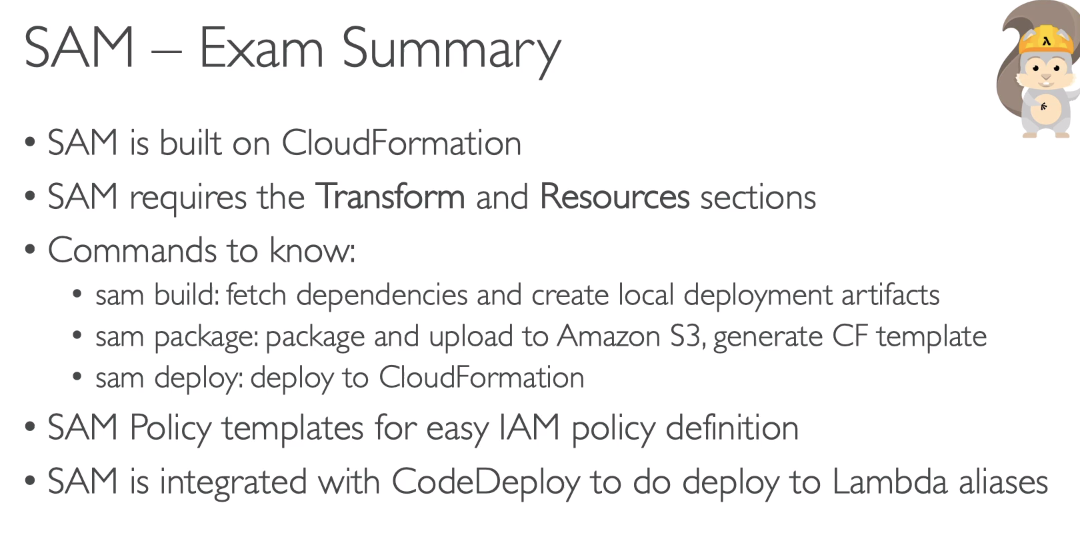 SAM – Exam Summary
• SAM is built on CloudFormation
• SAM requires the Transform and Resources sections
• Commands to know:
• sam build: fetch dependencies and create local deployment artifacts
• sam package: package and upload to Amazon S3, generate CF template
• sam deploy: deploy to CloudFormation
• SAM Policy templates for easy IAM policy definition
• SAM is integrated with CodeDeploy to do deploy to Lambda aliases
λ